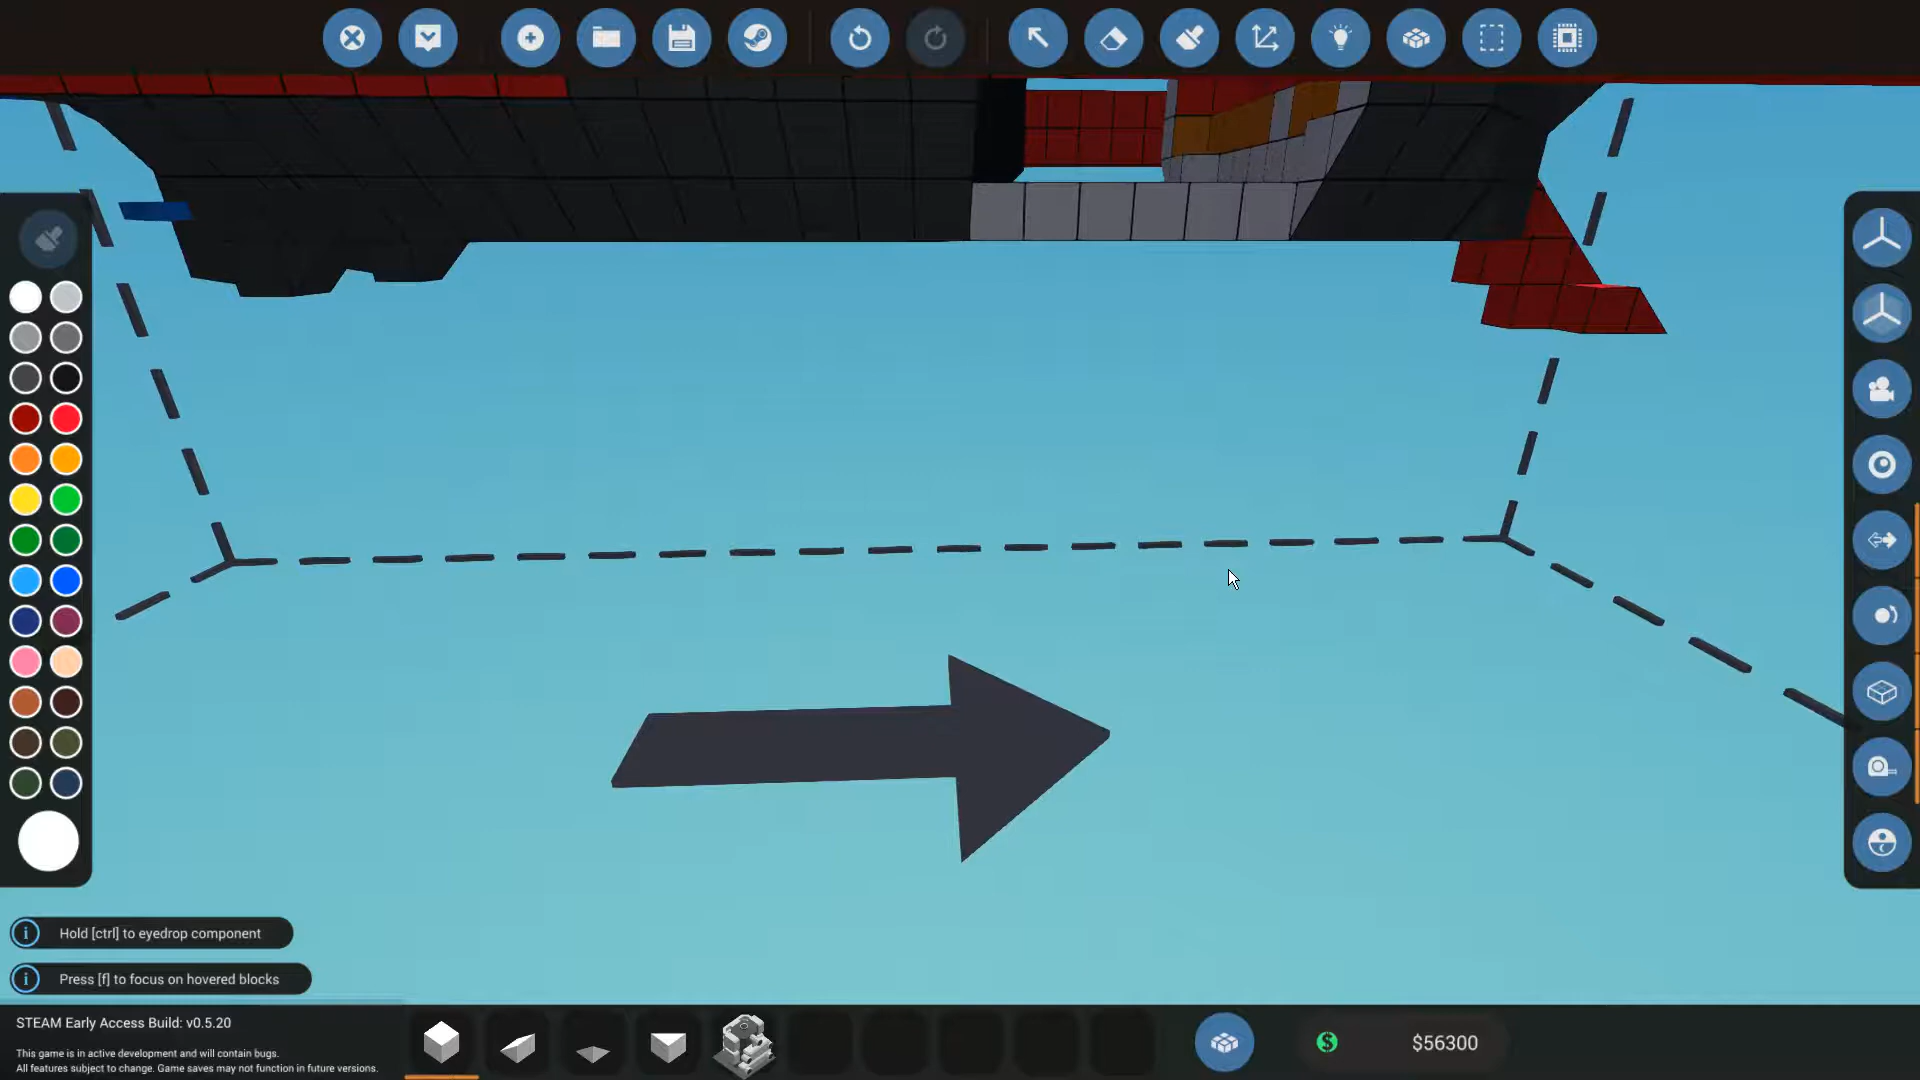 Hold [ctrl] to eyedrop component
Press [f] to focus on hovered blocks
STEAM Early Access Build: v0.5.20
This game is in active development and will contain bugs.
All features subject to change. Game saves may not function in future versions.
$56300